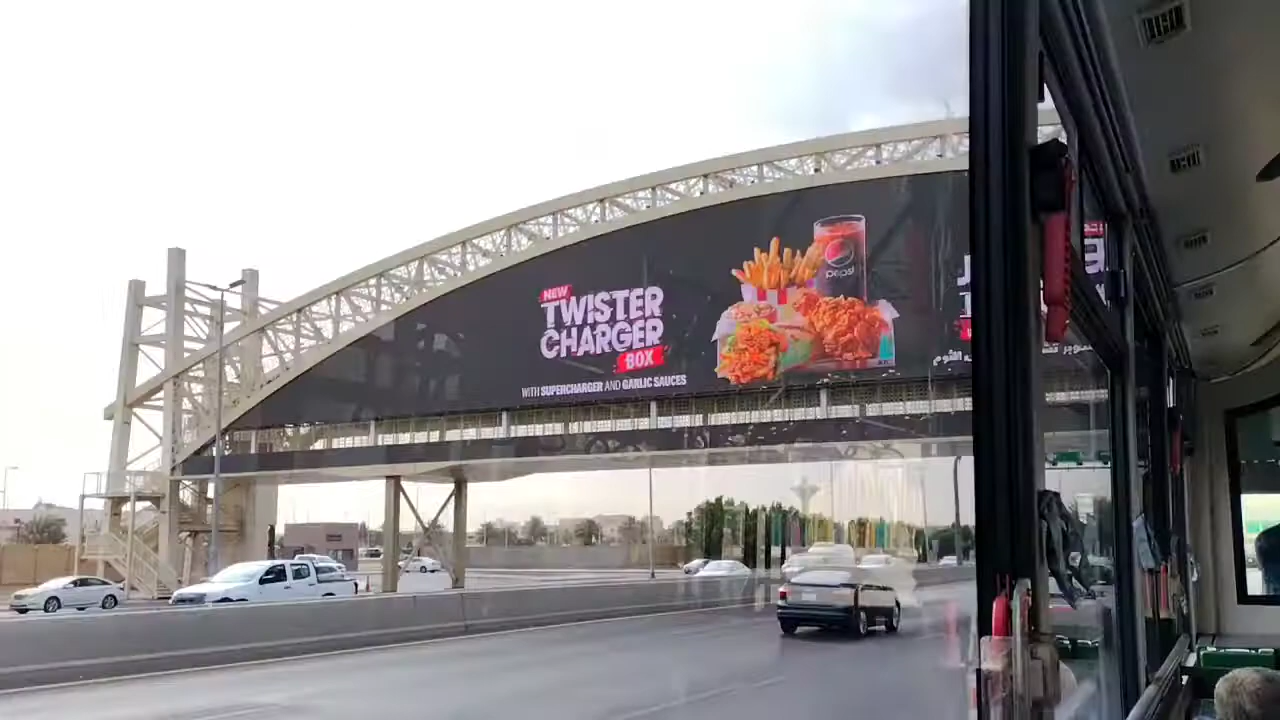 NEW
TWISTER
CHARGER
BOX
WITH SUPERCHARGER AND GARLIC SAUCES
pepsi